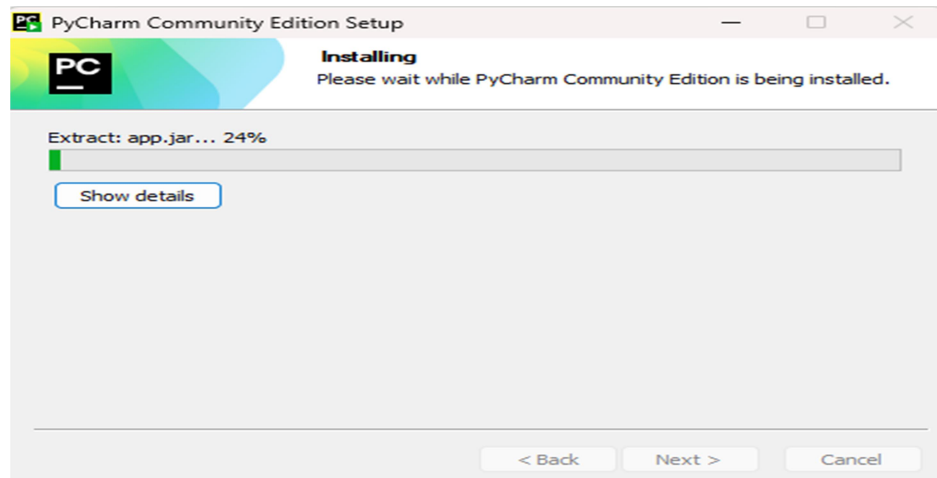 PC PyCharm Community Edition Setup
PC
Installing
Please wait while PyCharm Community Edition is being installed.
Extract: app.jar... 24%
Show details
< Back Next > Cancel